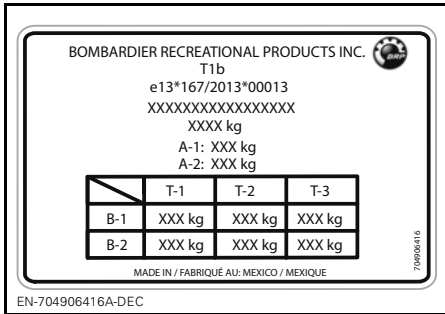 BOMBARDIER RECREATIONAL PRODUCTS INC.
BRP
T1b
e13*167/2013*00013
XXXXXXXXXXXXXXXXX
XXXX kg
A-1: XXX kg
A-2: XXX kg
T-1 T-2 T-3
B-1 XXX kg XXX kg XXX kg
B-2 XXX kg XXX kg XXX kg
MADE IN / FABRIQUÉ AU: MEXICO / MEXIQUE
704906416
EN-704906416A-DEC